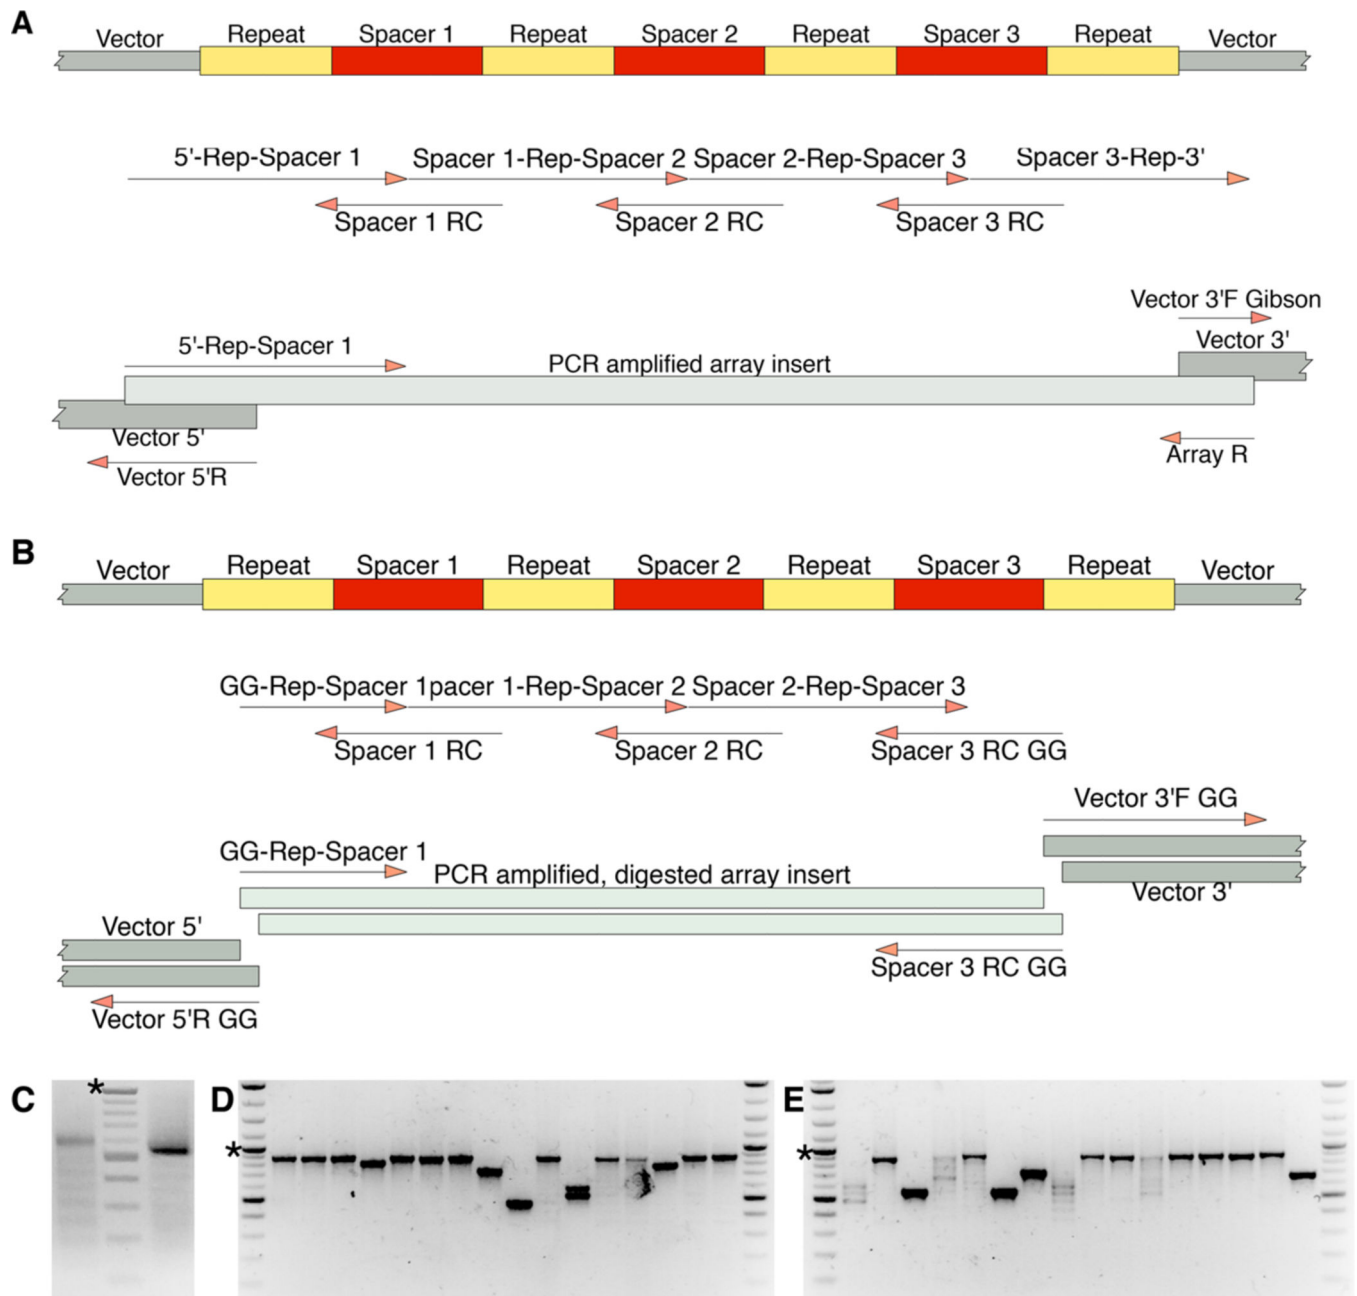 A
Vector Repeat Spacer 1 Repeat Spacer 2 Repeat Spacer 3 Repeat Vector
5'-Rep-Spacer 1 Spacer 1-Rep-Spacer 2 Spacer 2-Rep-Spacer 3 Spacer 3-Rep-3'
Spacer 1 RC Spacer 2 RC Spacer 3 RC
Vector 3'F Gibson
Vector 3'
5'-Rep-Spacer 1 PCR amplified array insert
Vector 5' Array R
Vector 5'R
B
Vector Repeat Spacer 1 Repeat Spacer 2 Repeat Spacer 3 Repeat Vector
GG-Rep-Spacer 1pacer 1-Rep-Spacer 2 Spacer 2-Rep-Spacer 3
Spacer 1 RC Spacer 2 RC Spacer 3 RC GG
Vector 3'F GG
GG-Rep-Spacer 1
PCR amplified, digested array insert Vector 3'
Vector 5'
Spacer 3 RC GG
Vector 5'R GG
C * D * E *